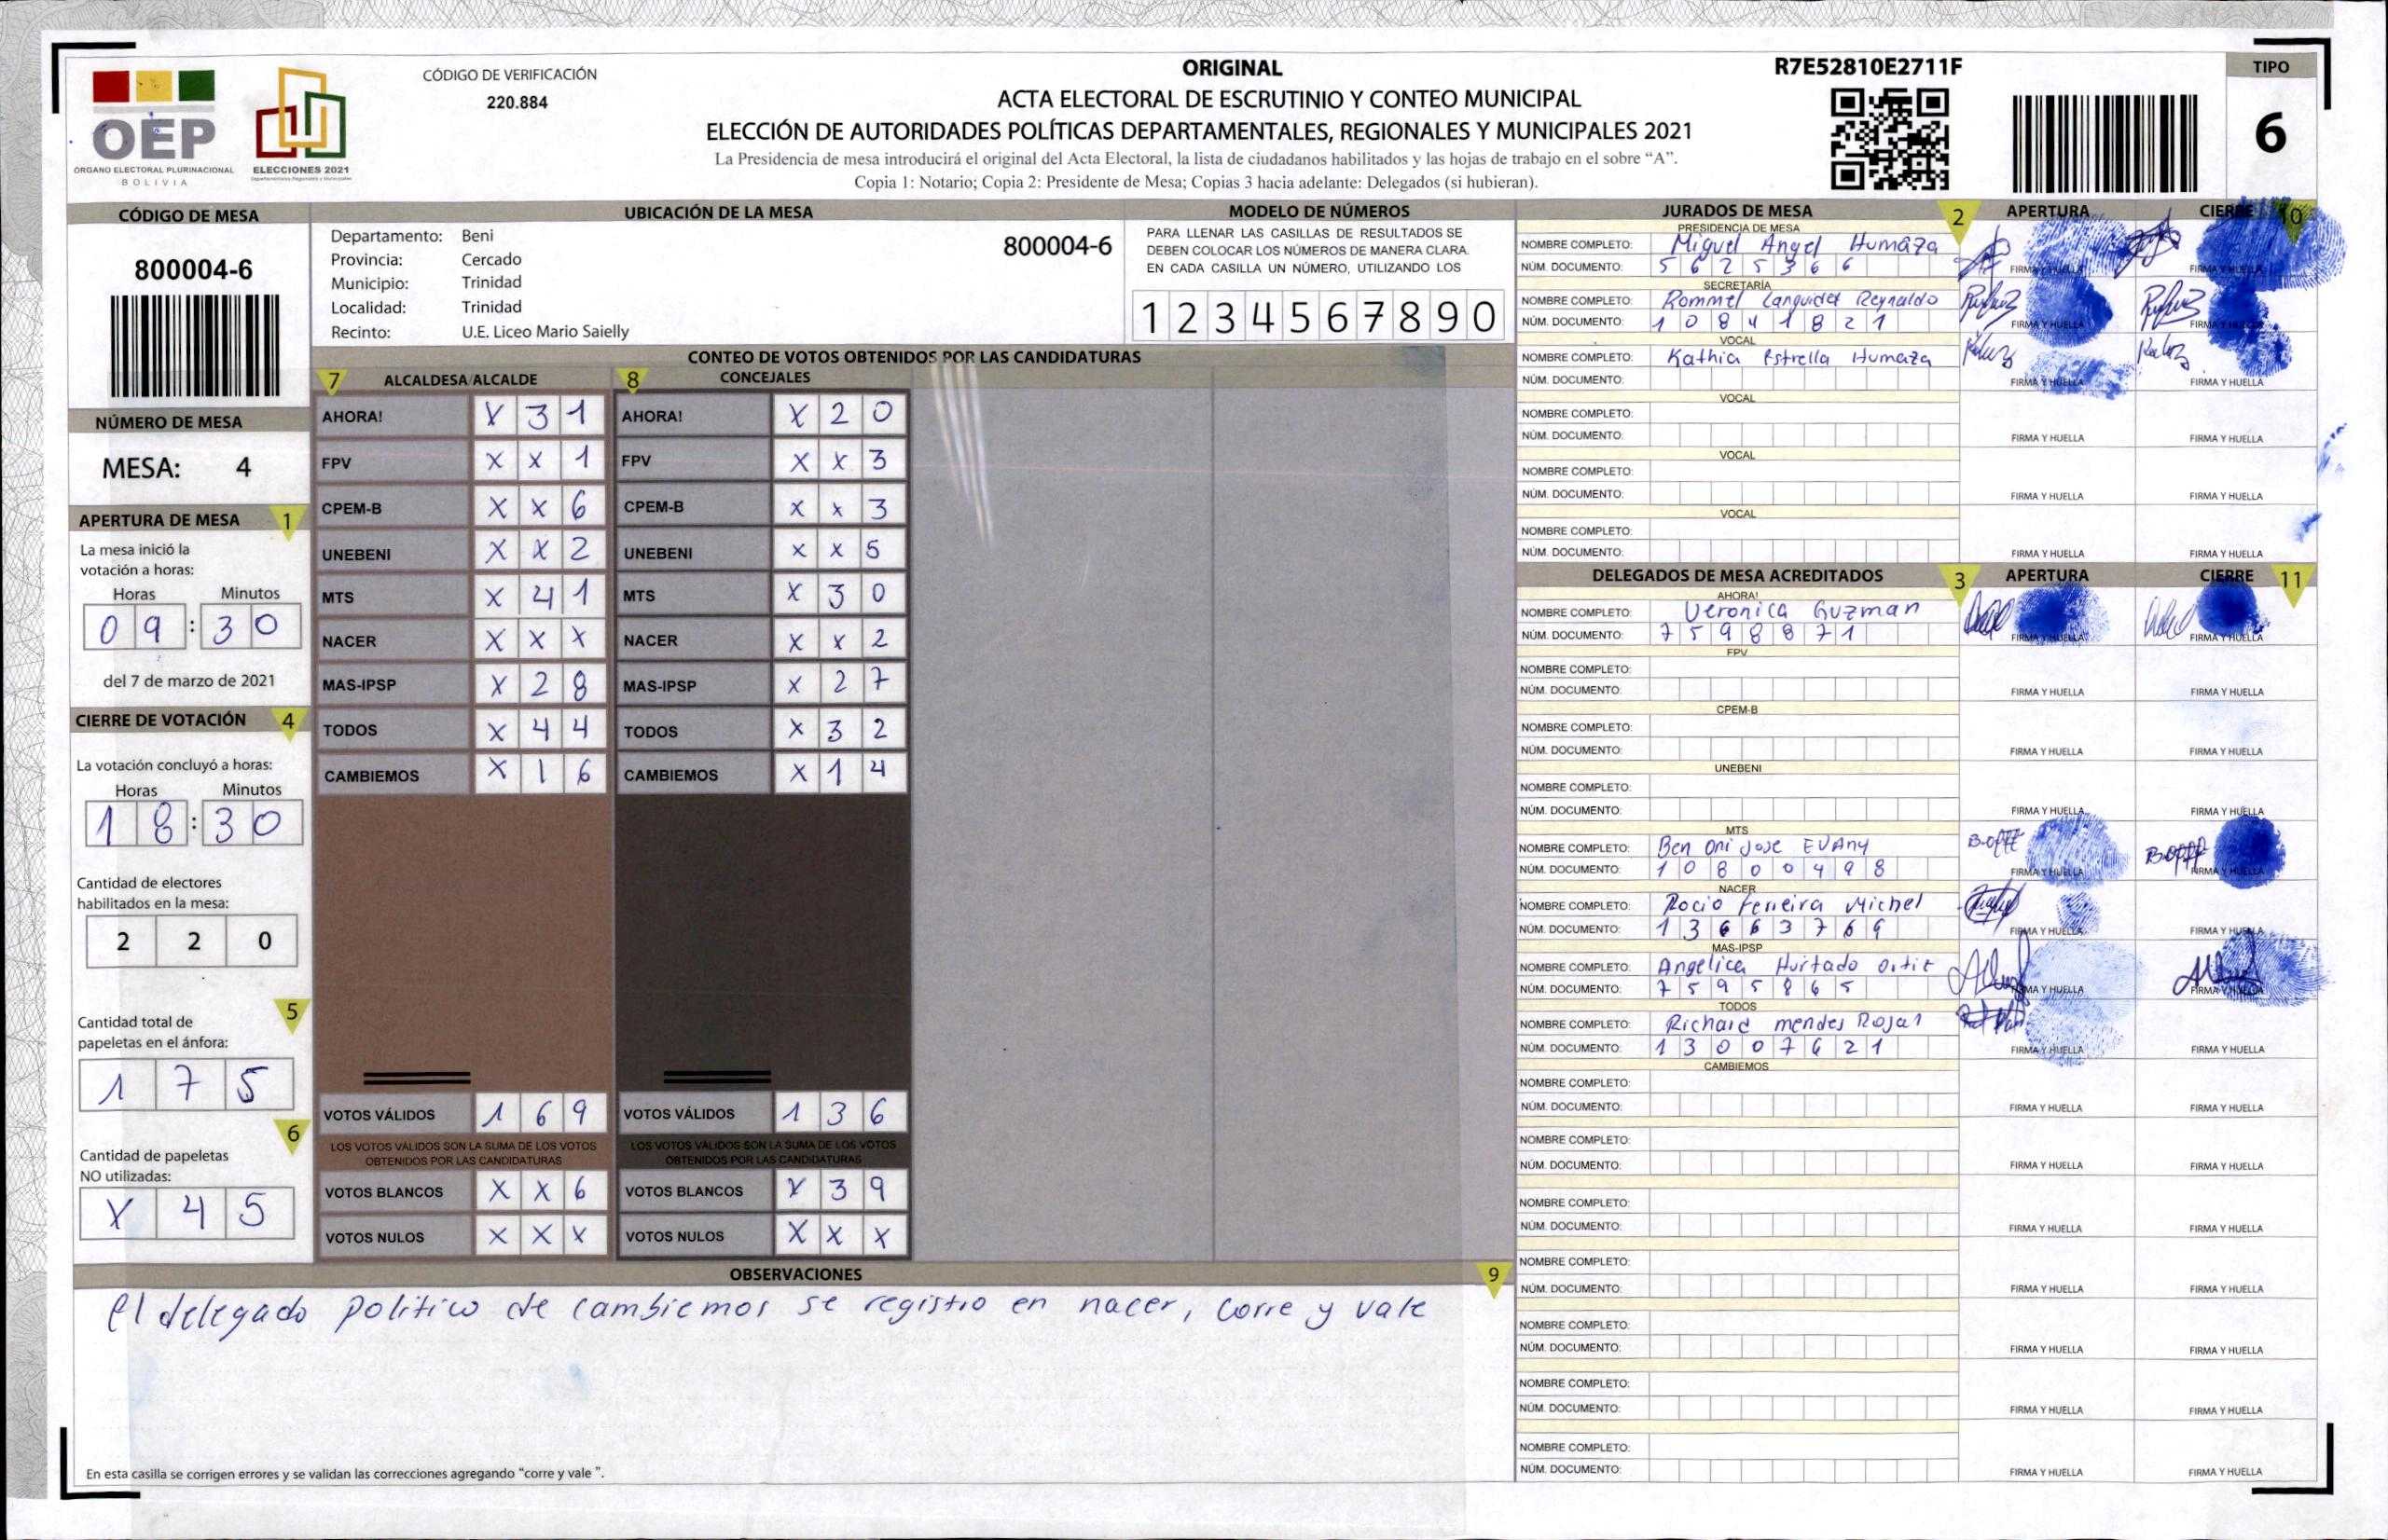 OEP
ÓRGANO ELECTORAL PLURINACIONAL
BOLIVIA
ELECCIONES 2021
CÓDIGO DE VERIFICACIÓN
220.884
ORIGINAL
ACTA ELECTORAL DE ESCRUTINIO Y CONTEO MUNICIPAL
ELECCIÓN DE AUTORIDADES POLÍTICAS DEPARTAMENTALES, REGIONALES Y MUNICIPALES 2021
La Presidencia de mesa introducirá el original del Acta Electoral, la lista de ciudadanos habilitados y las hojas de trabajo en el sobre “A”.
Copia 1: Notario; Copia 2: Presidente de Mesa; Copias 3 hacia adelante: Delegados (si hubieran).
R7E52810E2711F
TIPO
6
CÓDIGO DE MESA
800004-6
NÚMERO DE MESA
MESA: 4
APERTURA DE MESA 1
La mesa inició la
votación a horas:
Horas Minutos
0 9 : 3 0
del 7 de marzo de 2021
CIERRE DE VOTACIÓN 4
La votación concluyó a horas:
Horas Minutos
1 8 : 3 0
Cantidad de electores
habilitados en la mesa:
2 2 0
5
Cantidad total de
papeletas en el ánfora:
1 7 5
6
Cantidad de papeletas
NO utilizadas:
X 4 5
UBICACIÓN DE LA MESA
Departamento: Beni
Provincia: Cercado
Municipio: Trinidad
Localidad: Trinidad
Recinto: U.E. Liceo Mario Saielly
800004-6
MODELO DE NÚMEROS
PARA LLENAR LAS CASILLAS DE RESULTADOS SE
DEBEN COLOCAR LOS NÚMEROS DE MANERA CLARA.
EN CADA CASILLA UN NÚMERO, UTILIZANDO LOS
1 2 3 4 5 6 7 8 9 0
CONTEO DE VOTOS OBTENIDOS POR LAS CANDIDATURAS
7 ALCALDESA/ALCALDE
AHORA! X 3 1
FPV X X 1
CPEM-B X X 6
UNEBENI X X 2
MTS X 4 1
NACER X X X
MAS-IPSP X 2 8
TODOS X 4 4
CAMBIEMOS X 1 6
VOTOS VÁLIDOS 1 6 9
LOS VOTOS VÁLIDOS SON LA SUMA DE LOS VOTOS
OBTENIDOS POR LAS CANDIDATURAS
VOTOS BLANCOS X X 6
VOTOS NULOS X X X
8 CONCEJALES
AHORA! X 2 0
FPV X X 3
CPEM-B X X 3
UNEBENI X X 5
MTS X 3 0
NACER X X 2
MAS-IPSP X 2 7
TODOS X 3 2
CAMBIEMOS X 1 4
VOTOS VÁLIDOS 1 3 6
LOS VOTOS VÁLIDOS SON LA SUMA DE LOS VOTOS
OBTENIDOS POR LAS CANDIDATURAS
VOTOS BLANCOS X 3 9
VOTOS NULOS X X X
OBSERVACIONES 9
El delegado politico de cambiemos se registro en nacer, corre y vale
En esta casilla se corrigen errores y se validan las correcciones agregando “corre y vale ”.
JURADOS DE MESA 2 APERTURA CIERRE 10
PRESIDENCIA DE MESA
NOMBRE COMPLETO: Miguel Angel Humaza
NÚM. DOCUMENTO: 5 6 2 5 3 6 6 FIRMA Y HUELLA FIRMA Y HUELLA
SECRETARÍA
NOMBRE COMPLETO: Rommel Languidei Reynaldo
NÚM. DOCUMENTO: 1 0 8 4 1 8 2 1 FIRMA Y HUELLA FIRMA Y HUELLA
VOCAL
NOMBRE COMPLETO: Kathia Estrella Humaza
NÚM. DOCUMENTO: FIRMA Y HUELLA FIRMA Y HUELLA
VOCAL
NOMBRE COMPLETO:
NÚM. DOCUMENTO: FIRMA Y HUELLA FIRMA Y HUELLA
VOCAL
NOMBRE COMPLETO:
NÚM. DOCUMENTO: FIRMA Y HUELLA FIRMA Y HUELLA
VOCAL
NOMBRE COMPLETO:
NÚM. DOCUMENTO: FIRMA Y HUELLA FIRMA Y HUELLA
DELEGADOS DE MESA ACREDITADOS 3 APERTURA CIERRE 11
AHORA!
NOMBRE COMPLETO: Veronica Guzman
NÚM. DOCUMENTO: 7 5 9 8 8 7 1 FIRMA Y HUELLA FIRMA Y HUELLA
FPV
NOMBRE COMPLETO:
NÚM. DOCUMENTO: FIRMA Y HUELLA FIRMA Y HUELLA
CPEM-B
NOMBRE COMPLETO:
NÚM. DOCUMENTO: FIRMA Y HUELLA FIRMA Y HUELLA
UNEBENI
NOMBRE COMPLETO:
NÚM. DOCUMENTO: FIRMA Y HUELLA FIRMA Y HUELLA
MTS
NOMBRE COMPLETO: Ben Oni Jose EVAny
NÚM. DOCUMENTO: 1 0 8 0 0 4 9 8 FIRMA Y HUELLA FIRMA Y HUELLA
NACER
NOMBRE COMPLETO: Rocio Ferreira Michel
NÚM. DOCUMENTO: 1 3 6 6 3 7 6 9 FIRMA Y HUELLA FIRMA Y HUELLA
MAS-IPSP
NOMBRE COMPLETO: Angelica Hurtado Ortiz
NÚM. DOCUMENTO: 7 5 9 5 8 6 5 FIRMA Y HUELLA FIRMA Y HUELLA
TODOS
NOMBRE COMPLETO: Richard mendes Rojas
NÚM. DOCUMENTO: 1 3 0 0 7 6 2 1 FIRMA Y HUELLA FIRMA Y HUELLA
CAMBIEMOS
NOMBRE COMPLETO:
NÚM. DOCUMENTO: FIRMA Y HUELLA FIRMA Y HUELLA
NOMBRE COMPLETO:
NÚM. DOCUMENTO: FIRMA Y HUELLA FIRMA Y HUELLA
NOMBRE COMPLETO:
NÚM. DOCUMENTO: FIRMA Y HUELLA FIRMA Y HUELLA
NOMBRE COMPLETO:
NÚM. DOCUMENTO: FIRMA Y HUELLA FIRMA Y HUELLA
NOMBRE COMPLETO:
NÚM. DOCUMENTO: FIRMA Y HUELLA FIRMA Y HUELLA
NOMBRE COMPLETO:
NÚM. DOCUMENTO: FIRMA Y HUELLA FIRMA Y HUELLA
NOMBRE COMPLETO:
NÚM. DOCUMENTO: FIRMA Y HUELLA FIRMA Y HUELLA